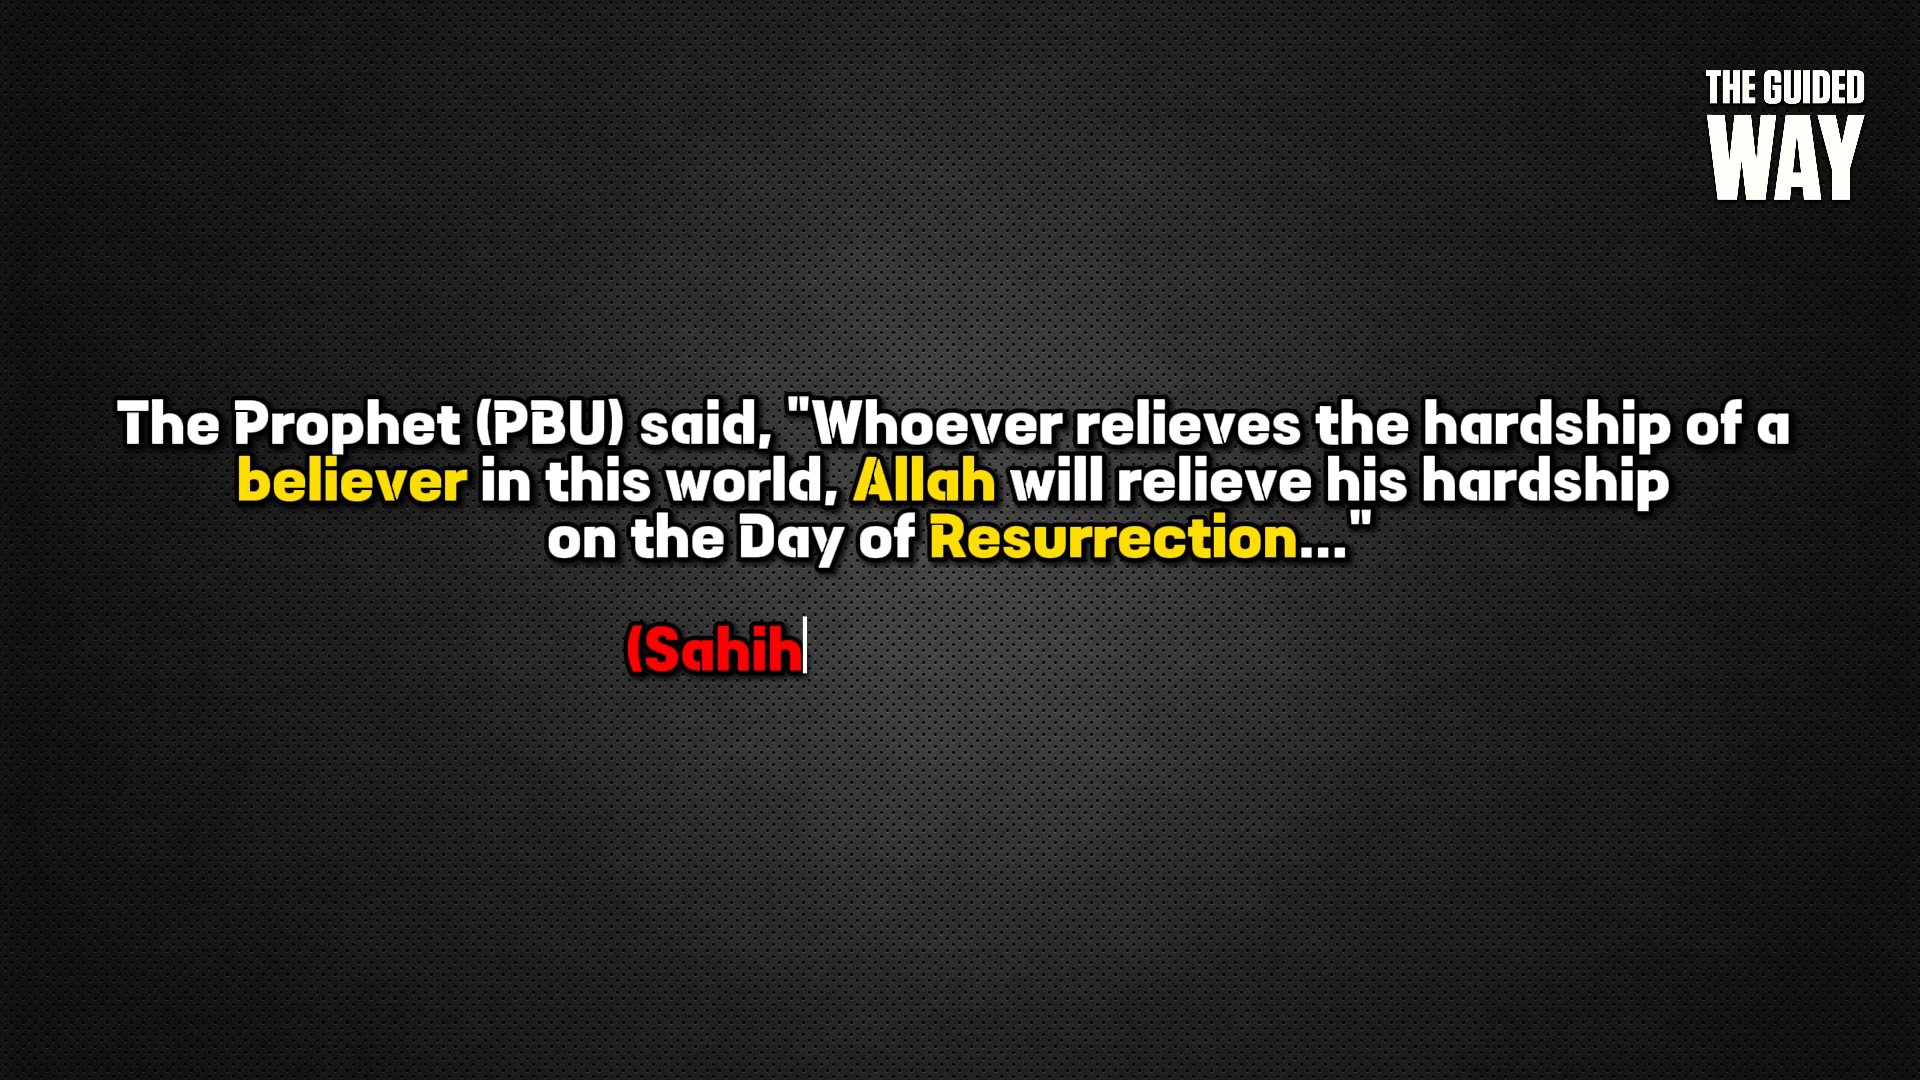 THE GUIDED
WAY
The Prophet (PBU) said, "Whoever relieves the hardship of a
believer in this world, Allah will relieve his hardship
on the Day of Resurrection..."
(Sahih